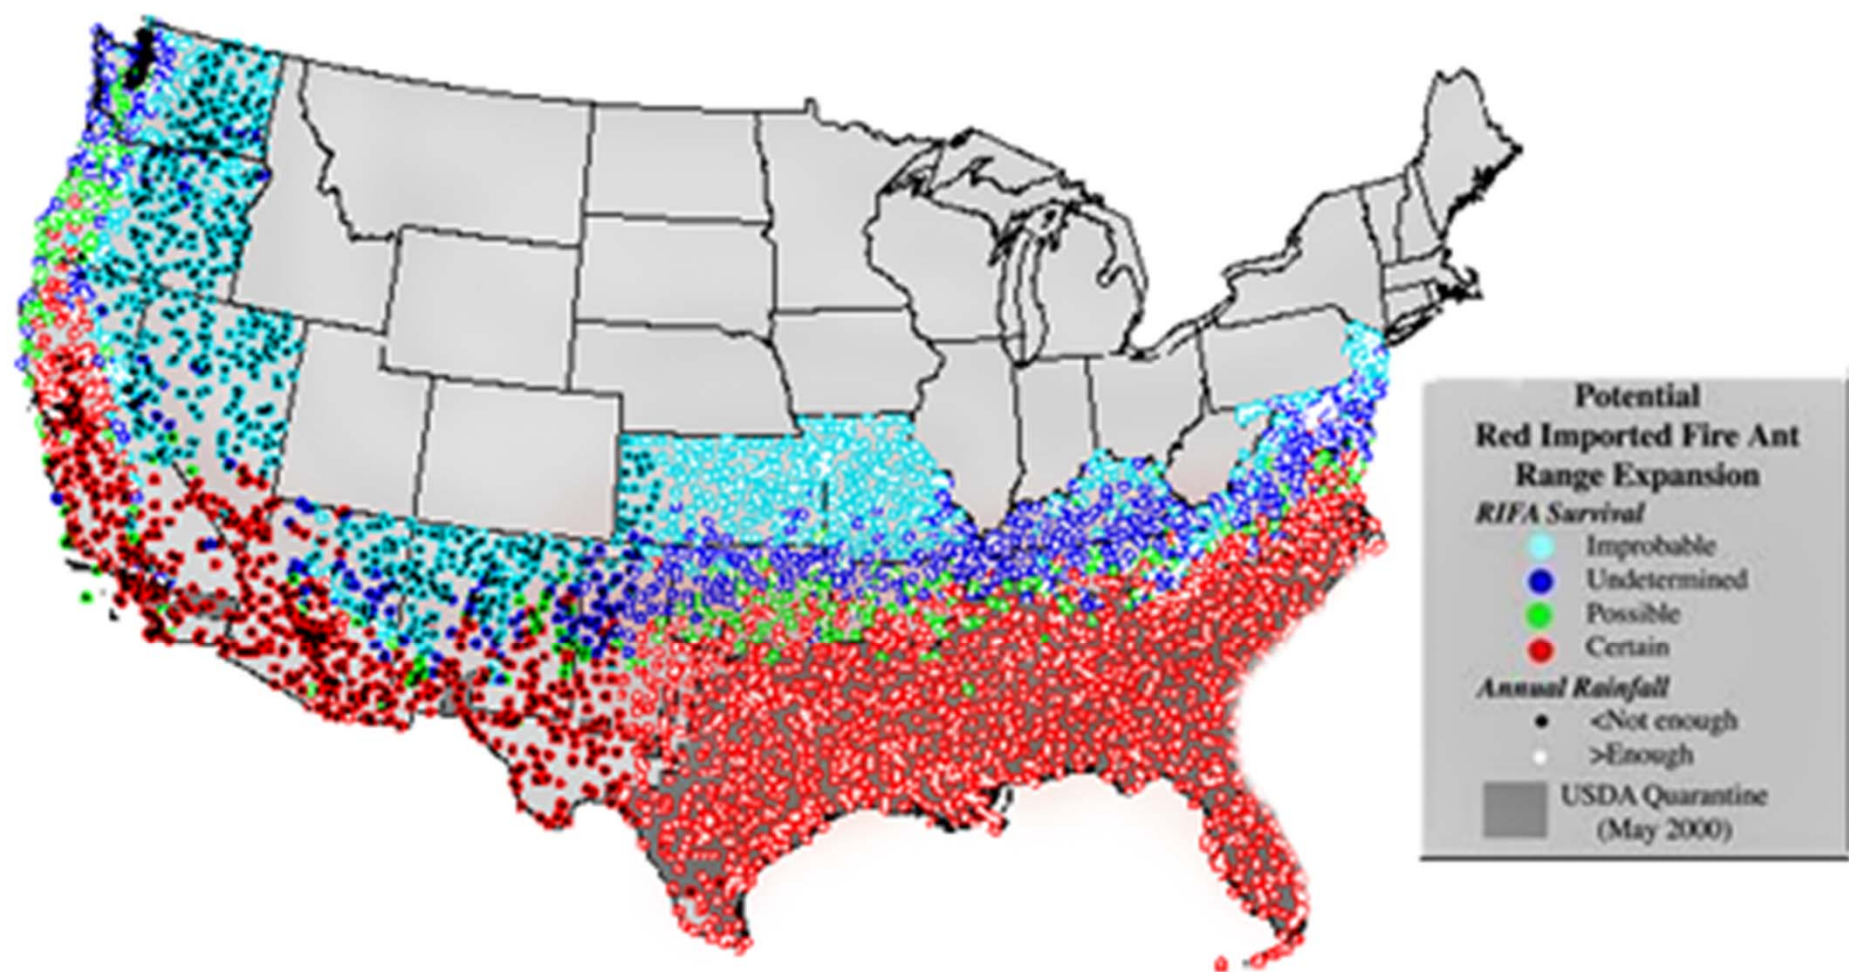 Potential
Red Imported Fire Ant
Range Expansion
RIFA Survival
Improbable
Undetermined
Possible
Certain
Annual Rainfall
<Not enough
>Enough
USDA Quarantine
(May 2000)